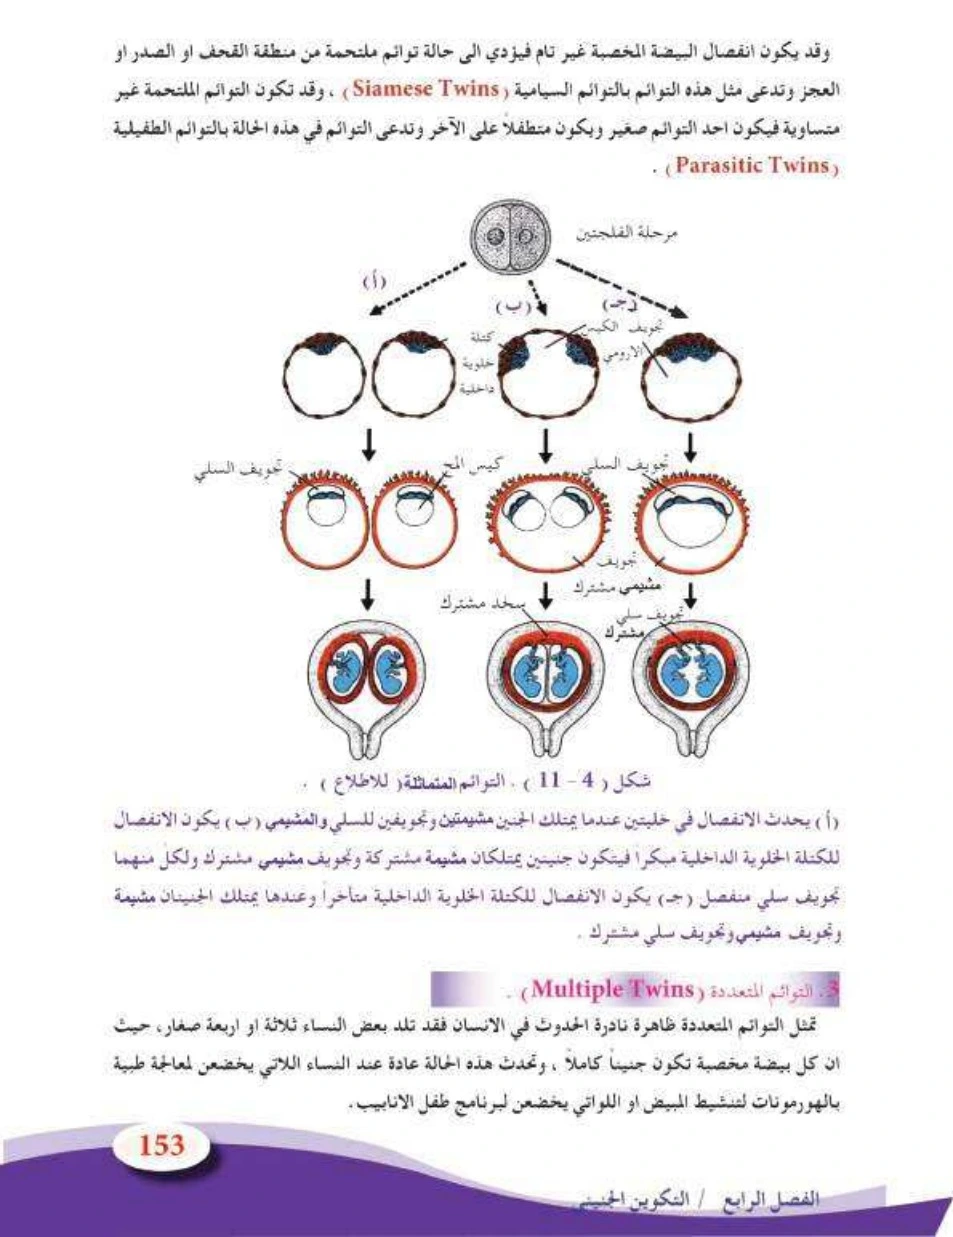 وقد يكون انفصال البيضة المخصبة غير تام فيؤدي الى حالة توائم ملتحمة من منطقة القحف او الصدر او
العجز وتدعى مثل هذه التوائم بالتوائم السيامية ( Siamese Twins ) ، وقد تكون التوائم الملتحمة غير
متساوية فيكون احد التوائم صغير ويكون متطفلاً على الآخر وتدعى التوائم في هذه الحالة بالتوائم الطفيلية
( Parasitic Twins ) .
مرحلة الفلجتين
(أ)
(ب)
(جـ)
تجويف الكيس
الارومي
كتلة
خلوية
داخلية
تجويف السلي
كيس المح
تجويف السلي
تجويف
مشيمي مشترك
سخد مشترك
تجويف سلي
مشترك
شكل ( 4 - 11 ) . التوائم المتماثلة( للاطلاع ) .
(أ) يحدث الانفصال في خليتين عندما يمتلك الجنين مشيمتين وتجويفين للسلي والمشيمي (ب) يكون الانفصال
للكتلة الخلوية الداخلية مبكراً فيتكون جنينين يمتلكان مشيمة مشتركة وتجويف مشيمي مشترك ولكل منهما
تجويف سلي منفصل (جـ) يكون الانفصال للكتلة الخلوية الداخلية متأخراً وعندها يمتلك الجنينان مشيمة
وتجويف مشيمي وتجويف سلي مشترك .
3. التوائم المتعددة ( Multiple Twins ) .
تمثل التوائم المتعددة ظاهرة نادرة الحدوث في الانسان فقد تلد بعض النساء ثلاثة او اربعة صغار، حيث
ان كل بيضة مخصبة تكون جنيناً كاملاً ، وتحدث هذه الحالة عادة عند النساء اللاتي يخضعن لمعالجة طبية
بالهورمونات لتنشيط المبيض او اللواتي يخضعن لبرنامج طفل الانابيب.
153
الفصل الرابع / التكوين الجنيني